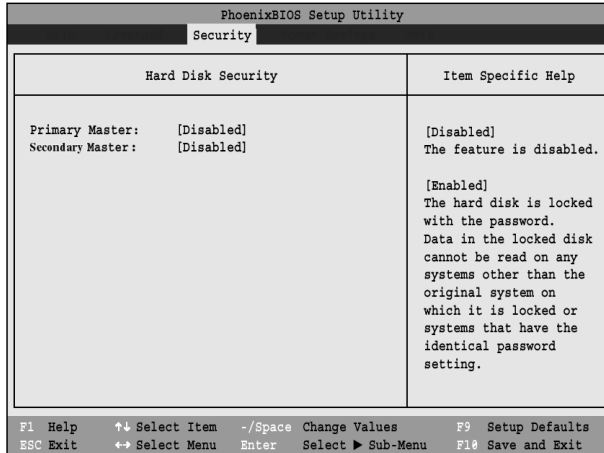 PhoenixBIOS Setup Utility
Security
Hard Disk Security
Item Specific Help
Primary Master: [Disabled]
Secondary Master: [Disabled]
[Disabled]
The feature is disabled.
[Enabled]
The hard disk is locked
with the password.
Data in the locked disk
cannot be read on any
systems other than the
original system on
which it is locked or
systems that have the
identical password
setting.
F1 Help ↑↓ Select Item -/Space Change Values F9 Setup Defaults
ESC Exit ←→ Select Menu Enter Select ▶ Sub-Menu F10 Save and Exit